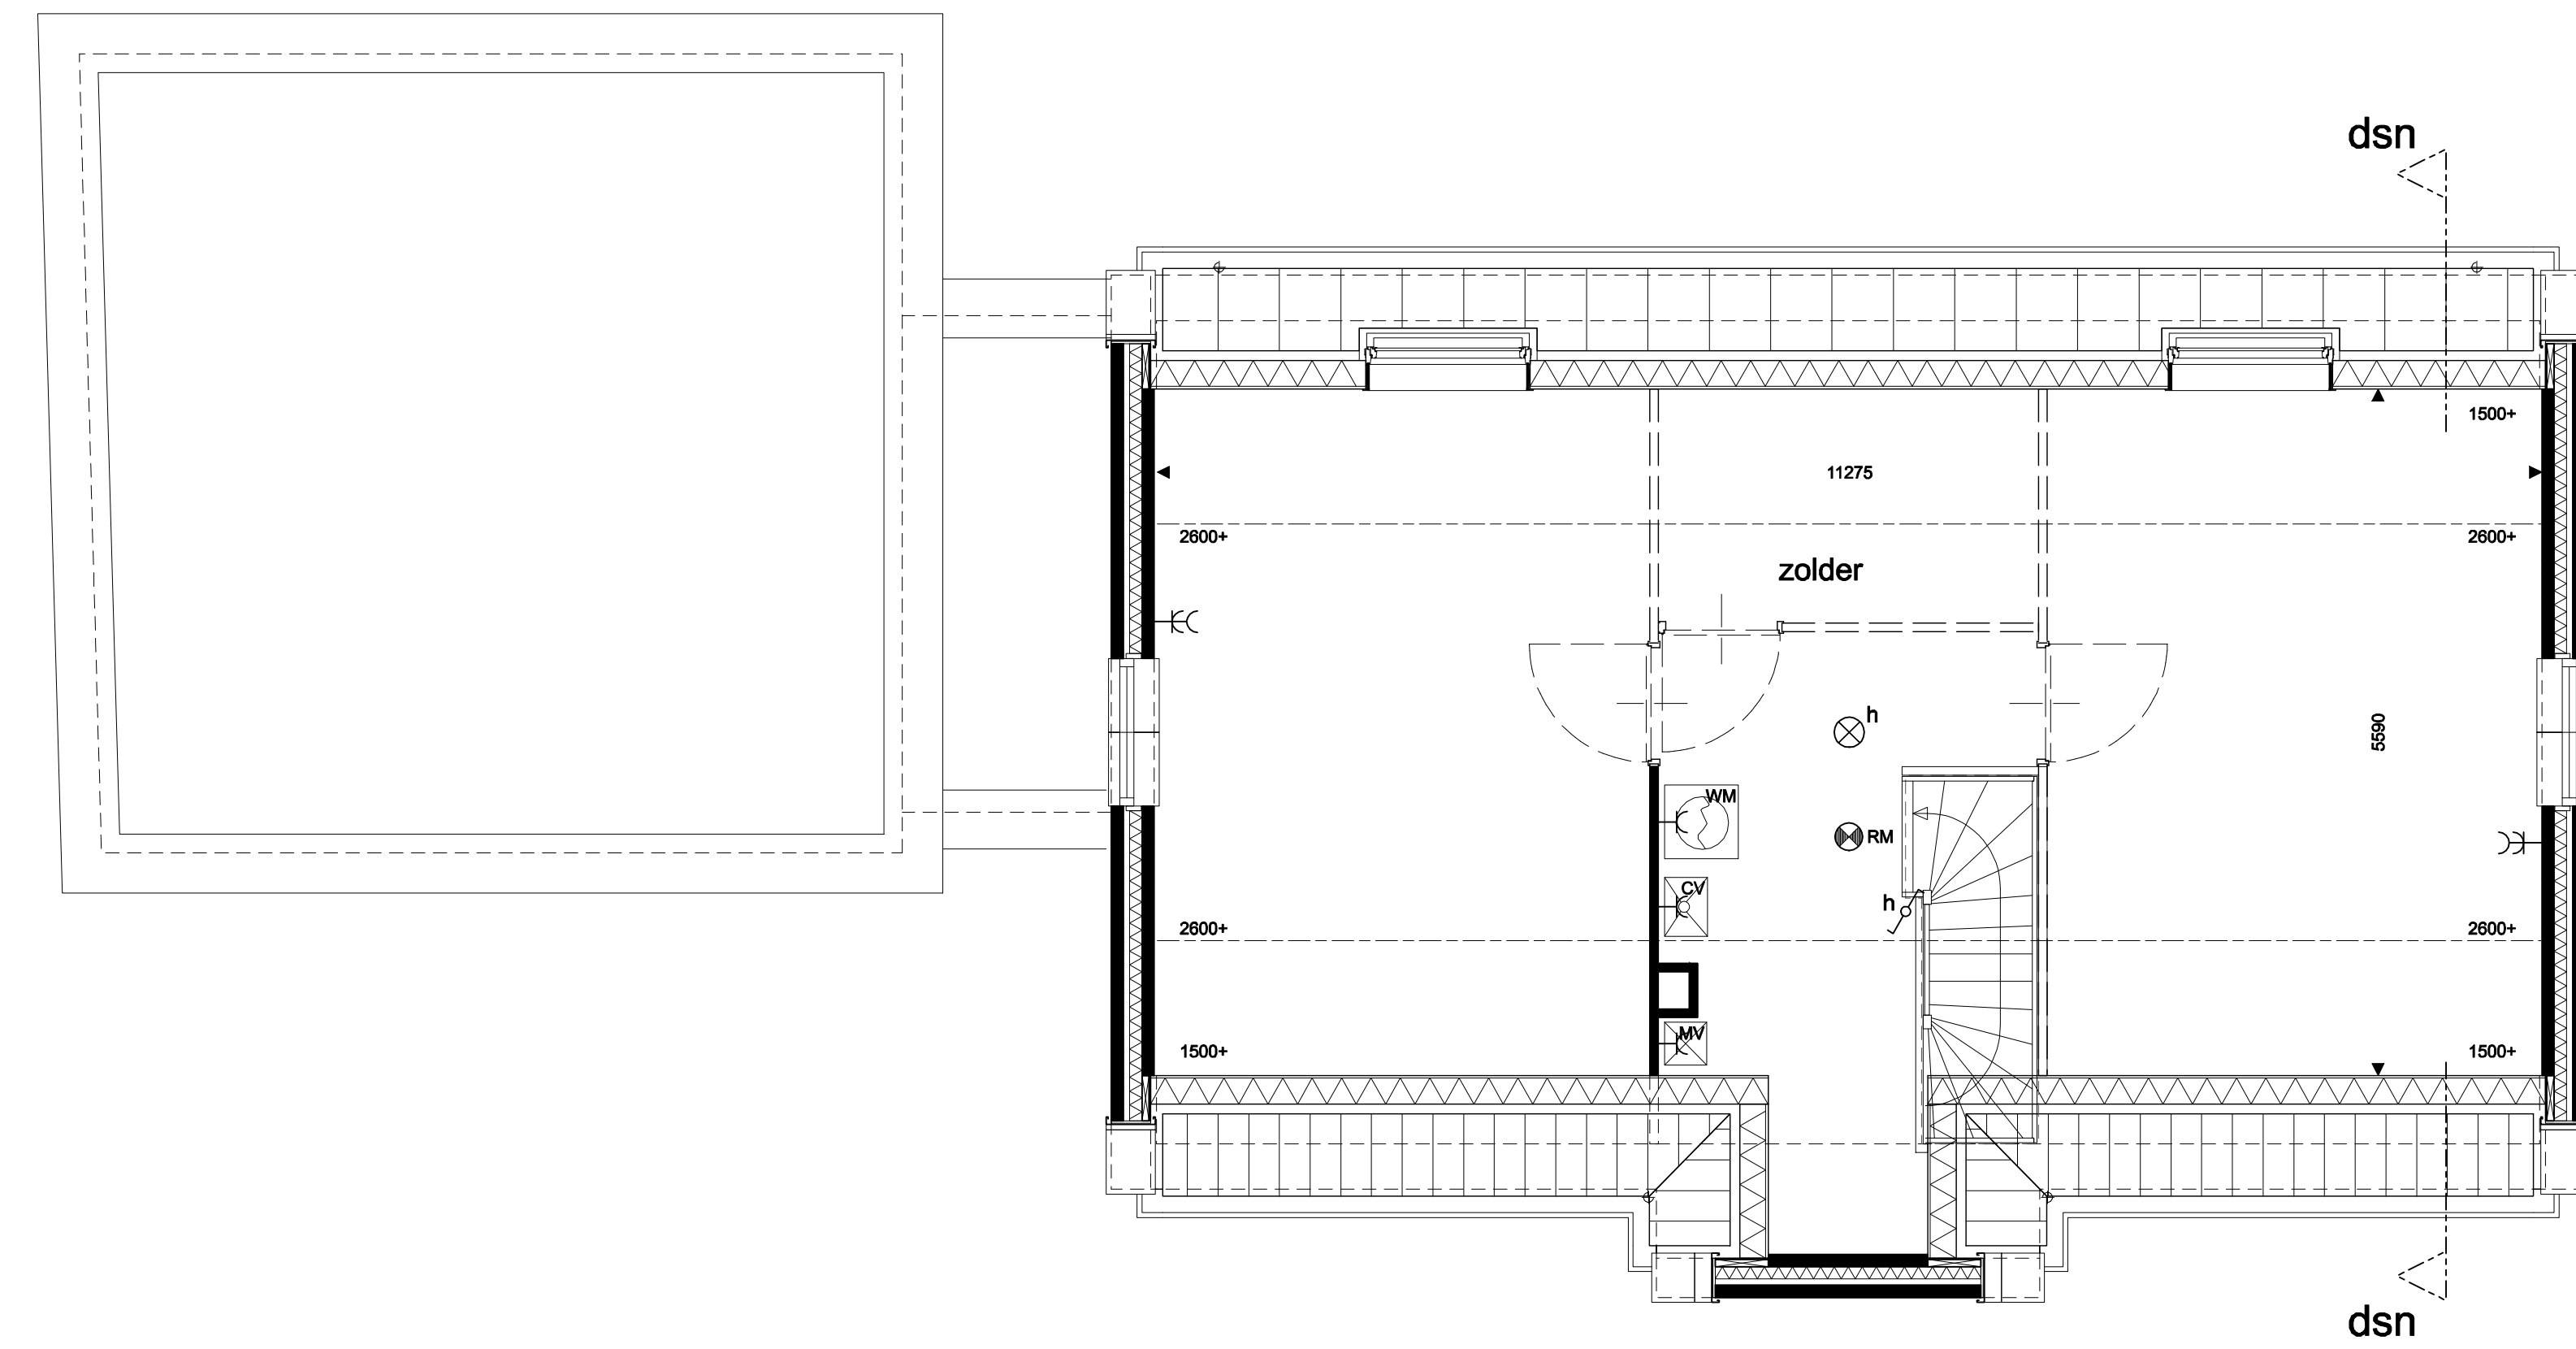 dsn
1500+
11275
2600+ 2600+
zolder
h
5590
WM
RM
CV
h
2600+ 2600+
MV
1500+ 1500+
dsn